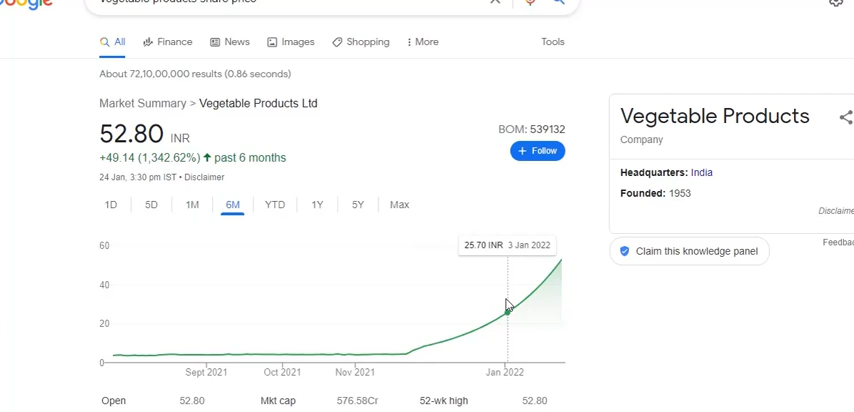 vegetable products share price
All
Finance
News
Images
Shopping
More
Tools
About 72,10,00,000 results (0.86 seconds)
Market Summary > Vegetable Products Ltd
52.80 INR
BOM: 539132
+49.14 (1,342.62%) ↑ past 6 months
+ Follow
24 Jan, 3:30 pm IST • Disclaimer
1D 5D 1M 6M YTD 1Y 5Y Max
25.70 INR 3 Jan 2022
60
40
20
0
Sept 2021 Oct 2021 Nov 2021 Jan 2022
Open 52.80 Mkt cap 576.58Cr 52-wk high 52.80
Vegetable Products
Company
Headquarters: India
Founded: 1953
Disclaime
Feedba
Claim this knowledge panel